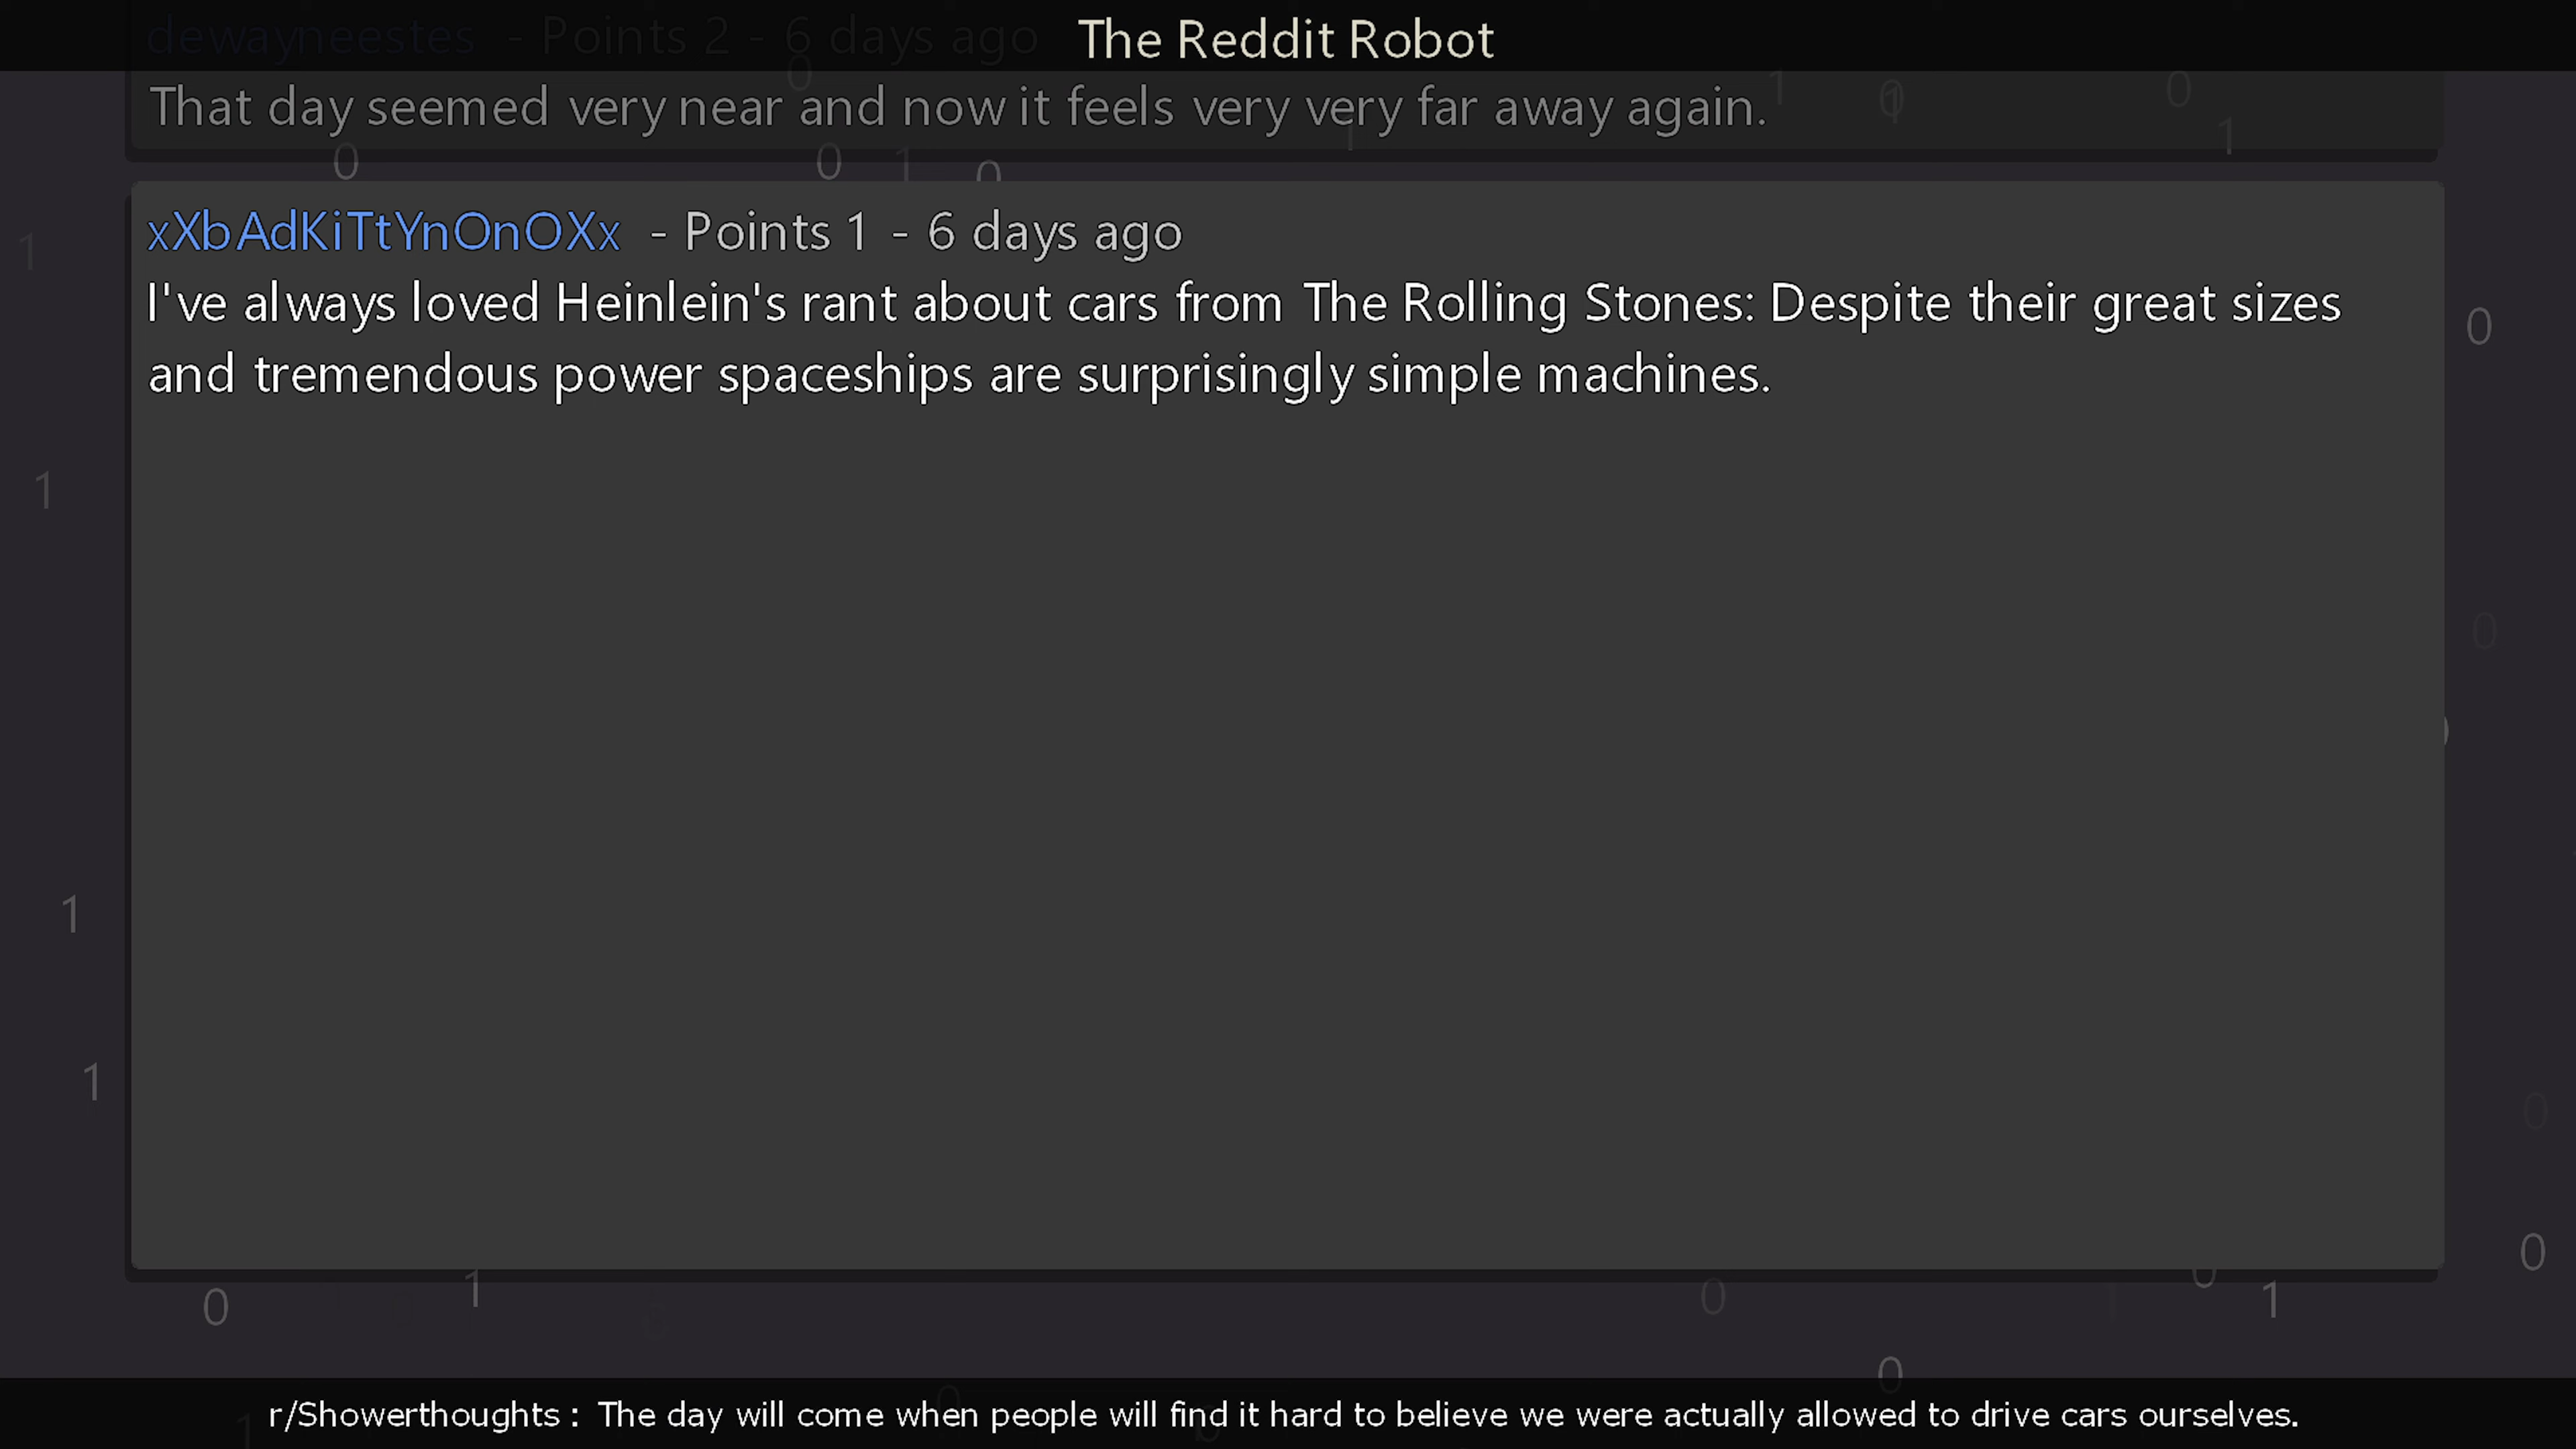 The Reddit Robot
dewayneestes - Points 2 - 6 days ago
That day seemed very near and now it feels very very far away again.
xXbAdKiTtYnOnOXx - Points 1 - 6 days ago
I've always loved Heinlein's rant about cars from The Rolling Stones: Despite their great sizes
and tremendous power spaceships are surprisingly simple machines.
r/Showerthoughts : The day will come when people will find it hard to believe we were actually allowed to drive cars ourselves.